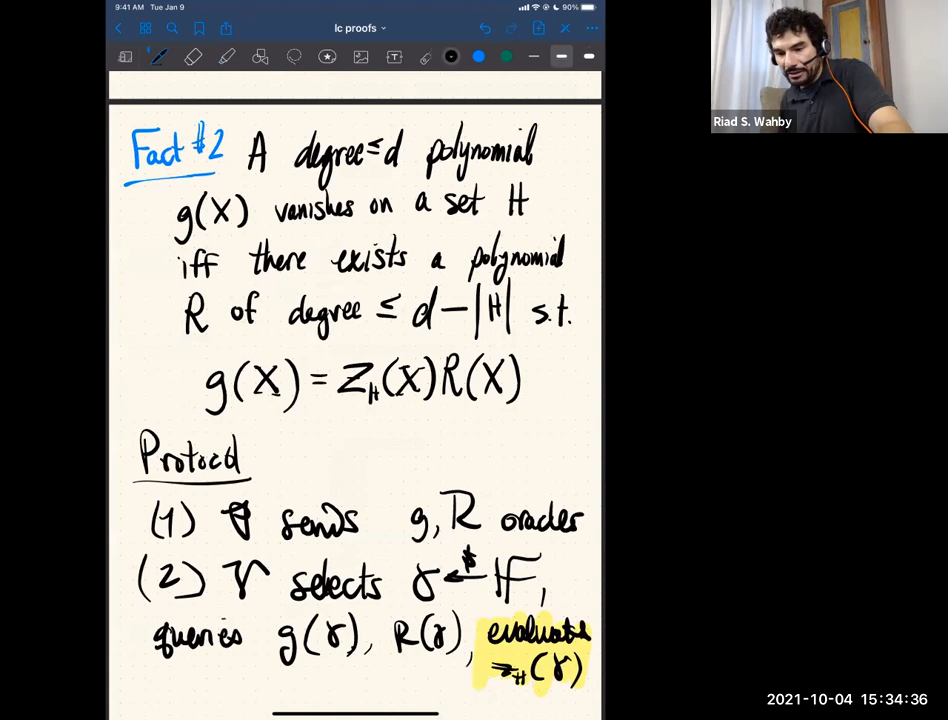 9:41 AM Tue Jan 9
90%
lc proofs
Riad S. Wahby
Fact #2 A degree ≤ d polynomial
g(X) vanishes on a set H
iff there exists a polynomial
R of degree ≤ d - |H| s.t.
g(X) = Z_H(X) R(X)
Protocol
(1) P sends g, R oracles
(2) V selects γ ←$ F,
queries g(γ), R(γ), evaluates
Z_H(γ)
2021-10-04 15:34:36